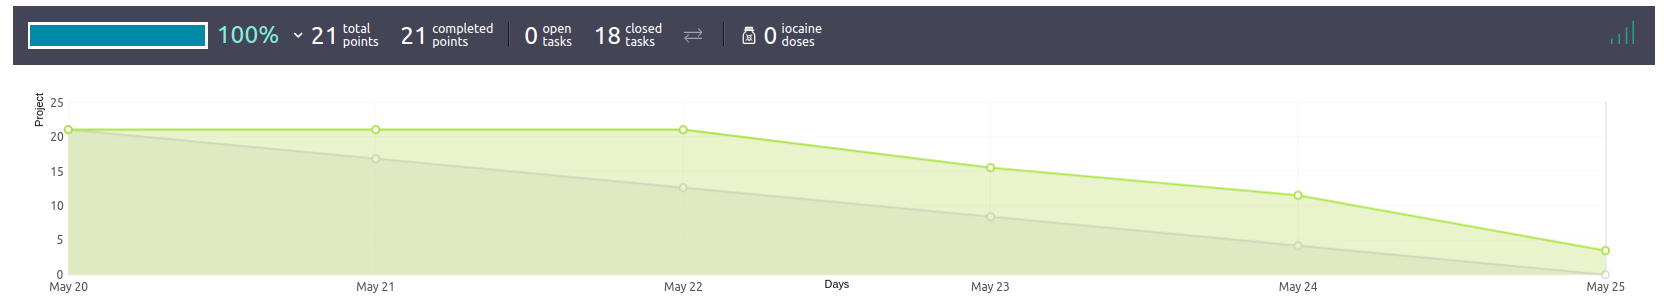 100% 21 total points 21 completed points 0 open tasks 18 closed tasks 0 iocaine doses
Project
25
20
15
10
5
0
May 20 May 21 May 22 May 23 May 24 May 25
Days